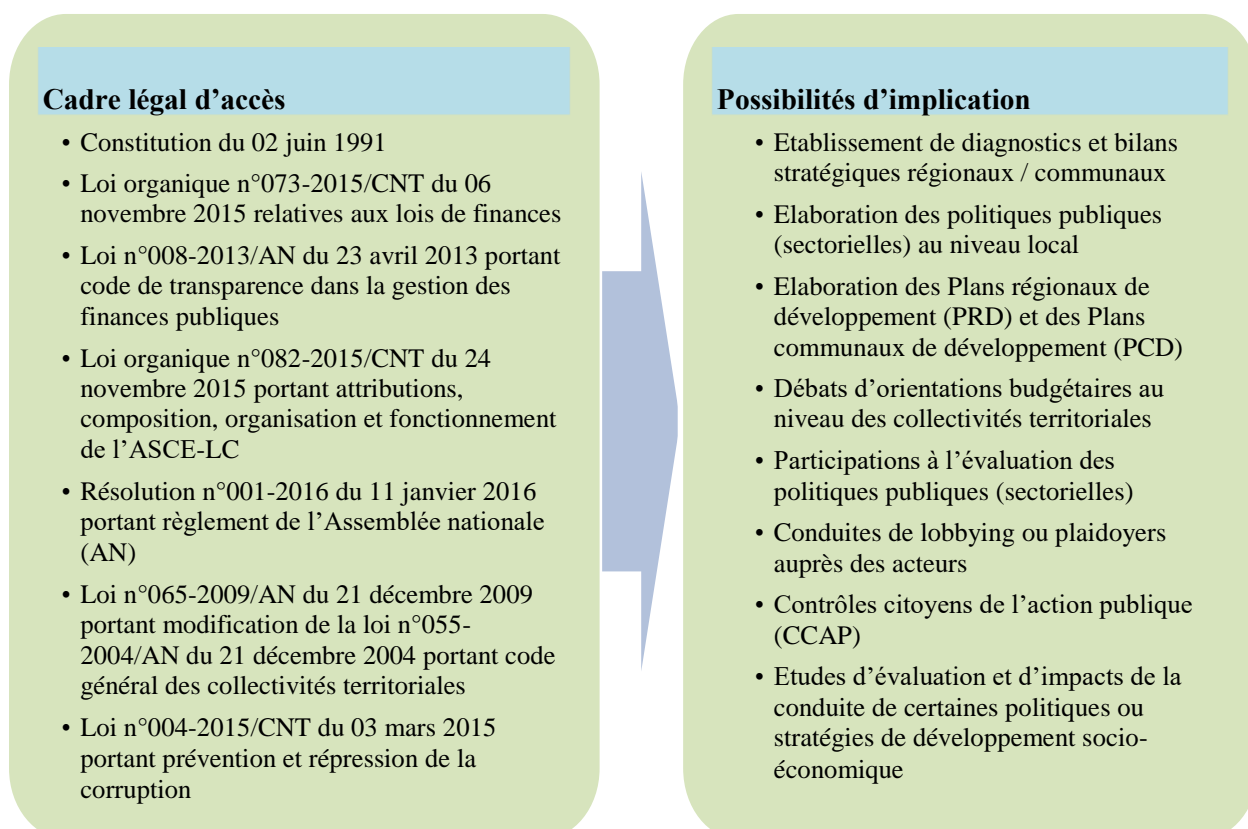 Cadre légal d’accès
• Constitution du 02 juin 1991
• Loi organique n°073-2015/CNT du 06
novembre 2015 relatives aux lois de finances
• Loi n°008-2013/AN du 23 avril 2013 portant
code de transparence dans la gestion des
finances publiques
• Loi organique n°082-2015/CNT du 24
novembre 2015 portant attributions,
composition, organisation et fonctionnement
de l’ASCE-LC
• Résolution n°001-2016 du 11 janvier 2016
portant règlement de l’Assemblée nationale
(AN)
• Loi n°065-2009/AN du 21 décembre 2009
portant modification de la loi n°055-
2004/AN du 21 décembre 2004 portant code
général des collectivités territoriales
• Loi n°004-2015/CNT du 03 mars 2015
portant prévention et répression de la
corruption
Possibilités d’implication
• Etablissement de diagnostics et bilans
stratégiques régionaux / communaux
• Elaboration des politiques publiques
(sectorielles) au niveau local
• Elaboration des Plans régionaux de
développement (PRD) et des Plans
communaux de développement (PCD)
• Débats d’orientations budgétaires au
niveau des collectivités territoriales
• Participations à l’évaluation des
politiques publiques (sectorielles)
• Conduites de lobbying ou plaidoyers
auprès des acteurs
• Contrôles citoyens de l’action publique
(CCAP)
• Etudes d’évaluation et d’impacts de la
conduite de certaines politiques ou
stratégies de développement socio-
économique